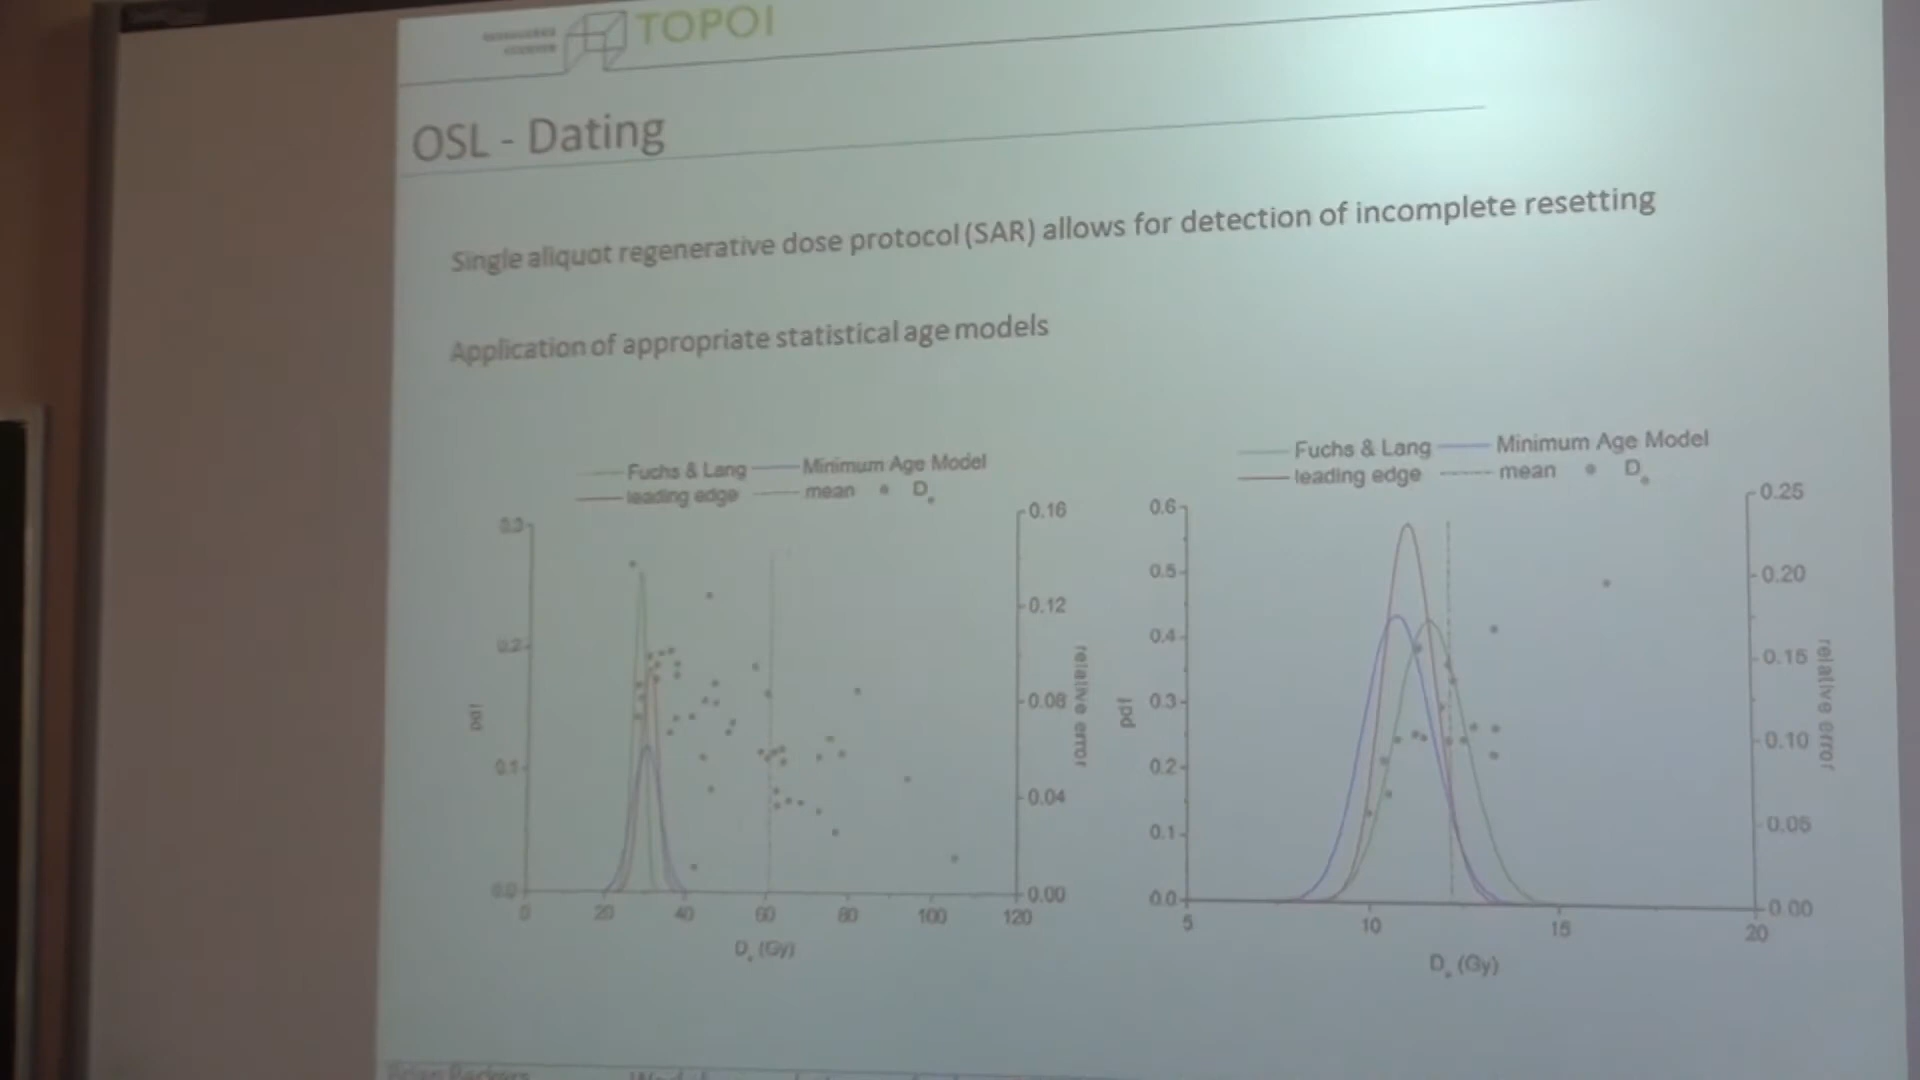 TOPOI
OSL - Dating
Single aliquot regenerative dose protocol (SAR) allows for detection of incomplete resetting
Application of appropriate statistical age models
Fuchs & Lang Minimum Age Model
leading edge mean De
0.3
0.2
0.1
0.0
pdf
0.16
0.12
0.08
0.04
0.00
relative error
0 20 40 60 80 100 120
De (Gy)
Fuchs & Lang Minimum Age Model
leading edge mean De
0.6
0.5
0.4
0.3
0.2
0.1
0.0
pdf
0.25
0.20
0.15
0.10
0.05
0.00
relative error
5 10 15 20
De (Gy)